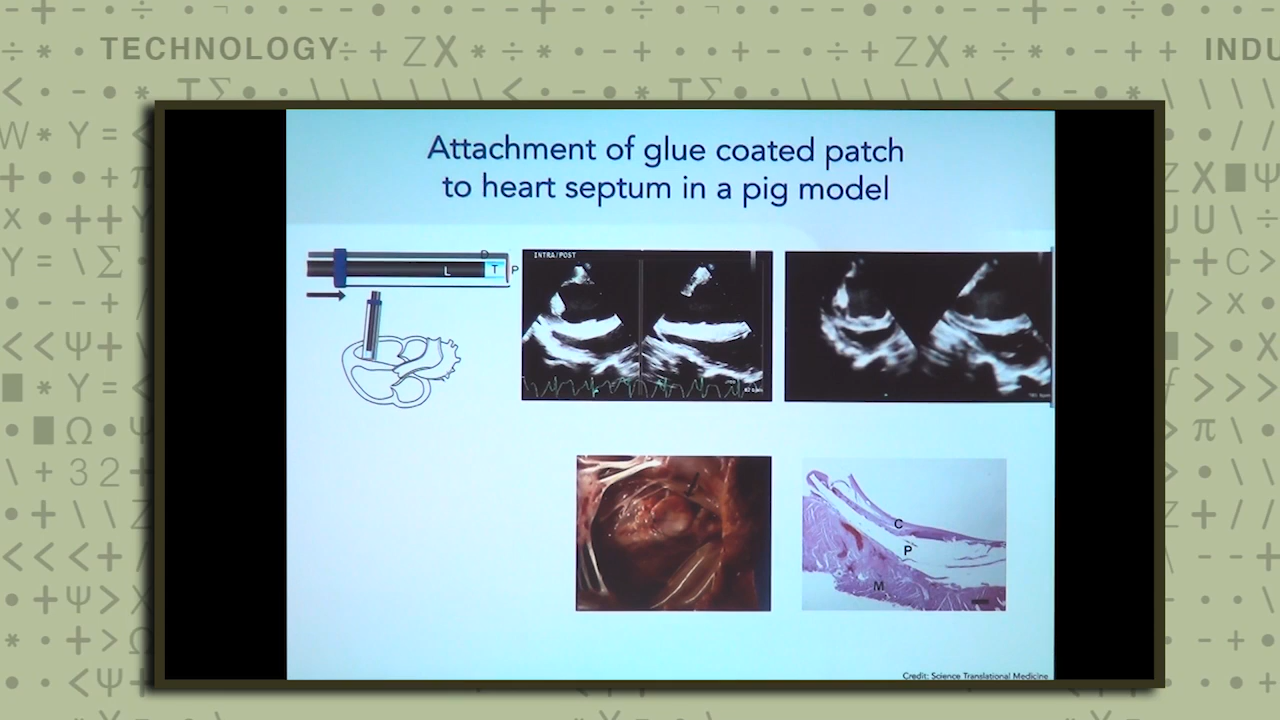 TECHNOLOGY
INDU
Attachment of glue coated patch
to heart septum in a pig model
D
L
T
P
INTRA/POST
C
P
M
Credit: Science Translational Medicine